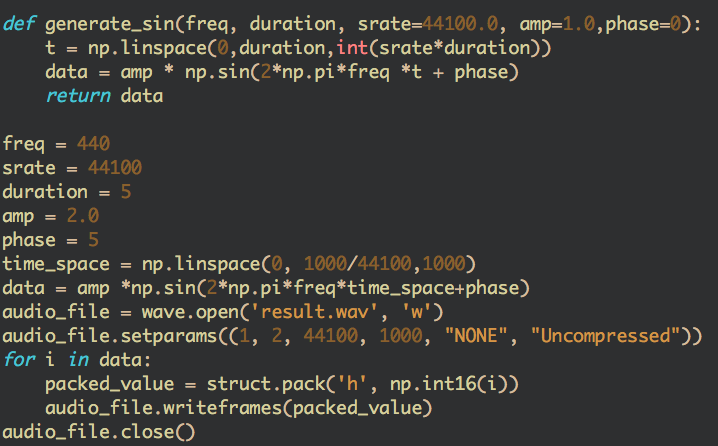 def generate_sin(freq, duration, srate=44100.0, amp=1.0,phase=0):
    t = np.linspace(0,duration,int(srate*duration))
    data = amp * np.sin(2*np.pi*freq *t + phase)
    return data

freq = 440
srate = 44100
duration = 5
amp = 2.0
phase = 5
time_space = np.linspace(0, 1000/44100,1000)
data = amp *np.sin(2*np.pi*freq*time_space+phase)
audio_file = wave.open('result.wav', 'w')
audio_file.setparams((1, 2, 44100, 1000, "NONE", "Uncompressed"))
for i in data:
    packed_value = struct.pack('h', np.int16(i))
    audio_file.writeframes(packed_value)
audio_file.close()